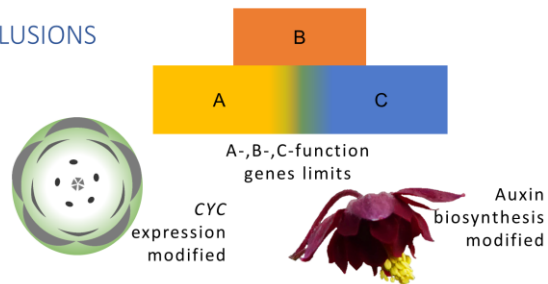 LUSIONS
B
A
C
A-,B-,C-function
genes limits
CYC
expression
modified
Auxin
biosynthesis
modified